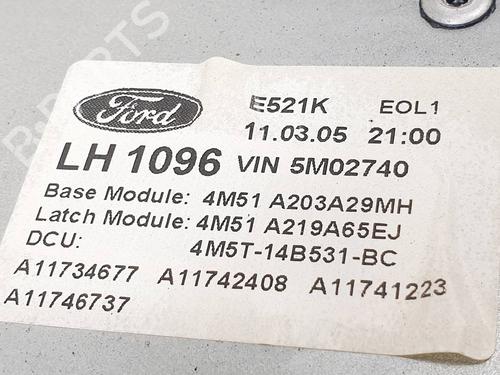 Ford
E521K EOL1
11.03.05 21:00
LH 1096 VIN 5M02740
Base Module: 4M51 A203A29MH
Latch Module: 4M51 A219A65EJ
DCU: 4M5T-14B531-BC
A11734677 A11742408 A11741223
A11746737
B-PARTS